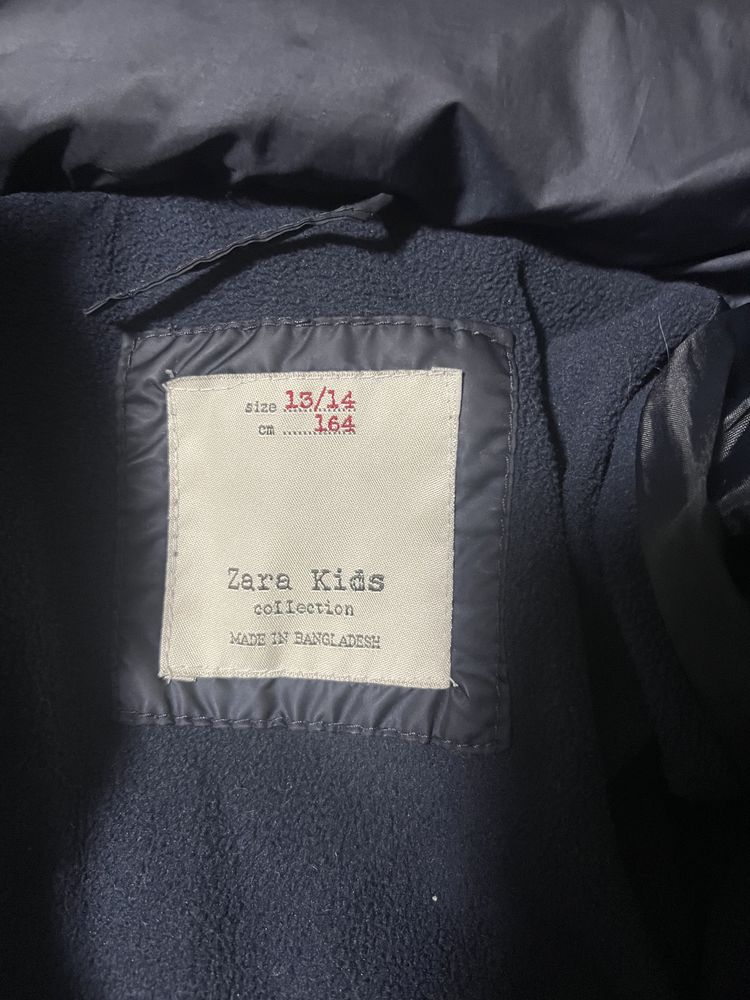 size 13/14
cm 164
Zara Kids
collection
MADE IN BANGLADESH